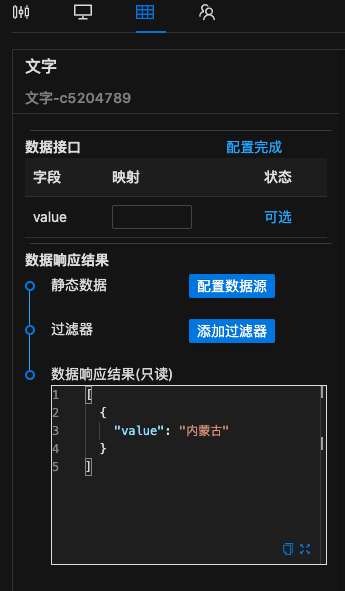 文字
文字-c5204789
数据接口 配置完成
字段 映射 状态
value 可选
数据响应结果
静态数据 配置数据源
过滤器 添加过滤器
数据响应结果(只读)
1 [
2 {
3 "value": "内蒙古"
4 }
5 ]